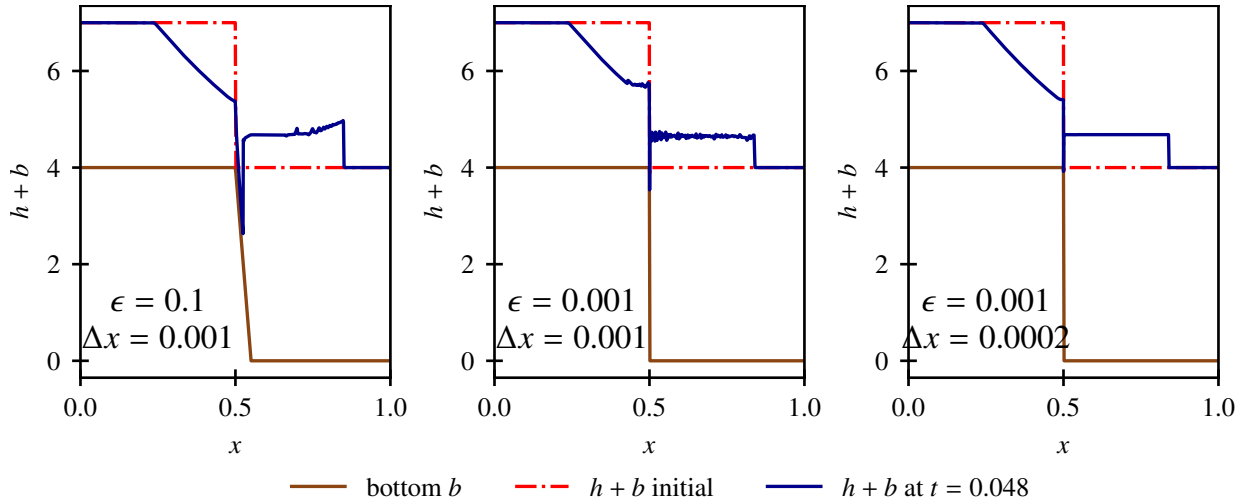 h + b
6
4
2
0
ϵ = 0.1
Δx = 0.001
0.0 0.5 1.0
x
h + b
6
4
2
0
ϵ = 0.001
Δx = 0.001
0.0 0.5 1.0
x
h + b
6
4
2
0
ϵ = 0.001
Δx = 0.0002
0.0 0.5 1.0
x
bottom b h + b initial h + b at t = 0.048